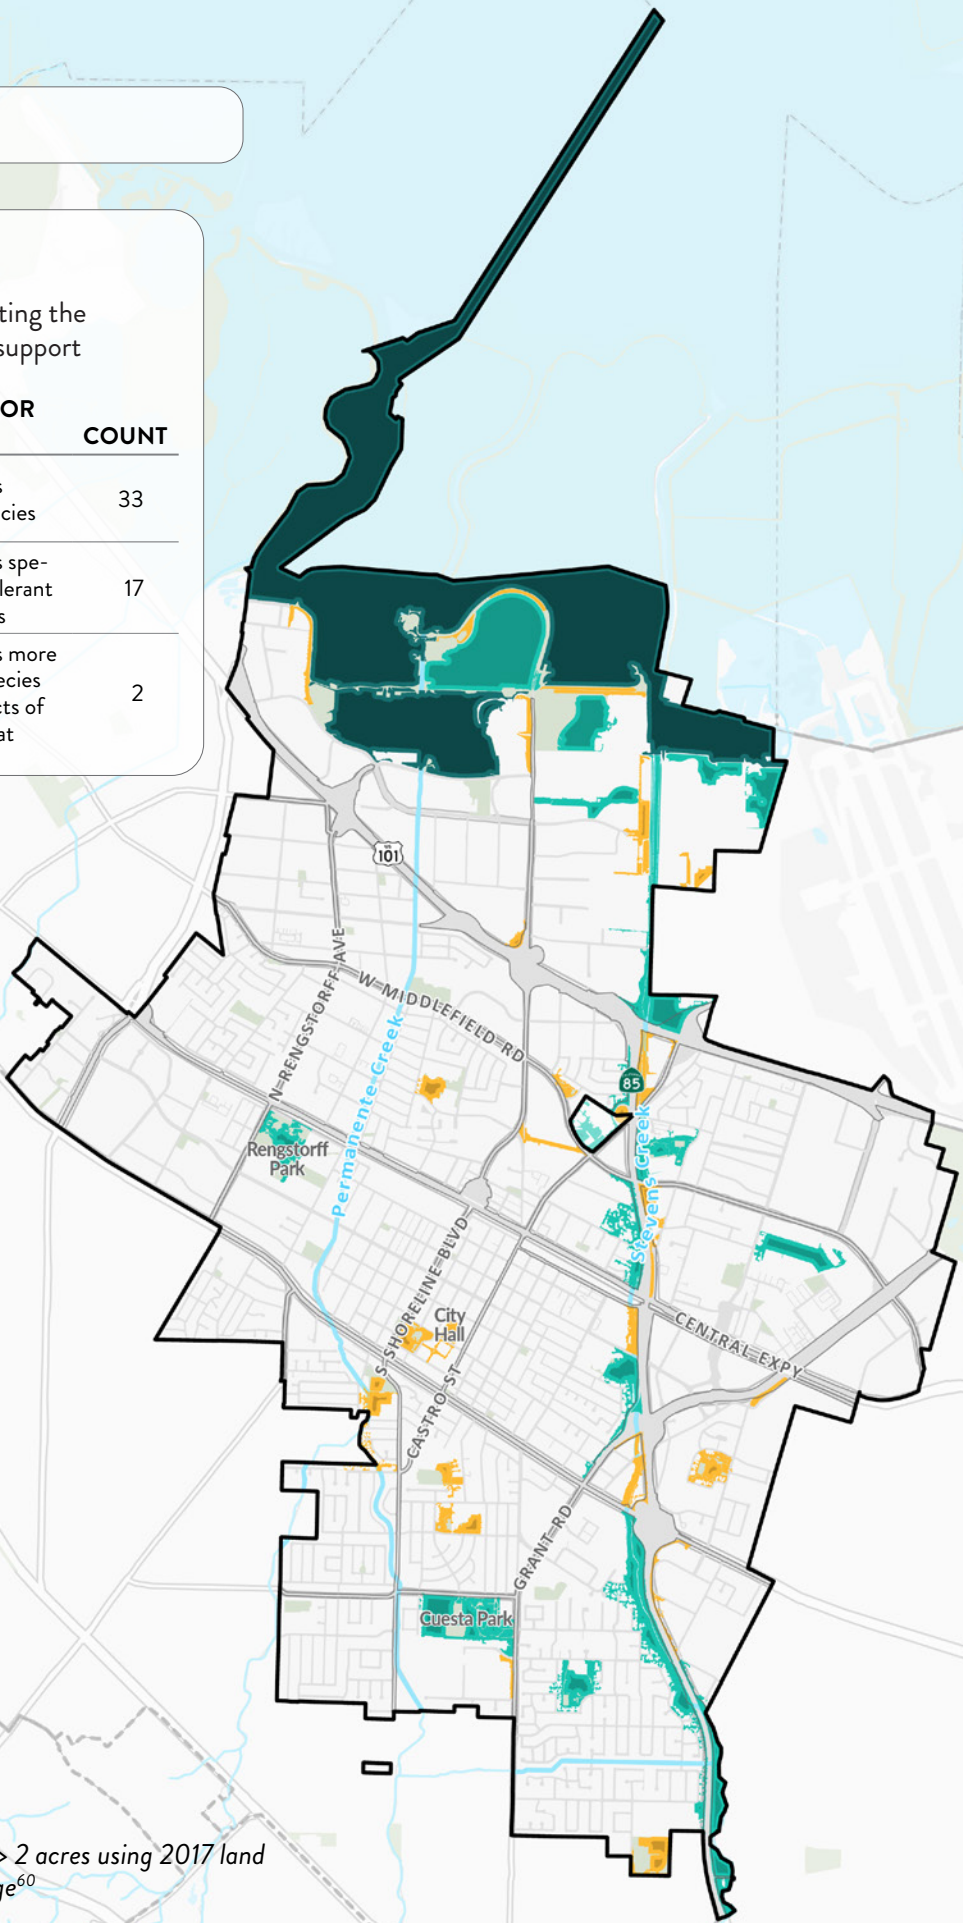 ting the
support
OR
COUNT
s
cies
33
s spe-
lerant
s
17
s more
ecies
cts of
at
2
US
101
N RENGSTORFF AVE
W MIDDLEFIELD RD
Permanente Creek
85
Stevens Creek
Rengstorff
Park
S SHORELINE BLVD
City
Hall
CENTRAL EXPY
CASTRO ST
GRANT RD
Cuesta Park
> 2 acres using 2017 land
ge60